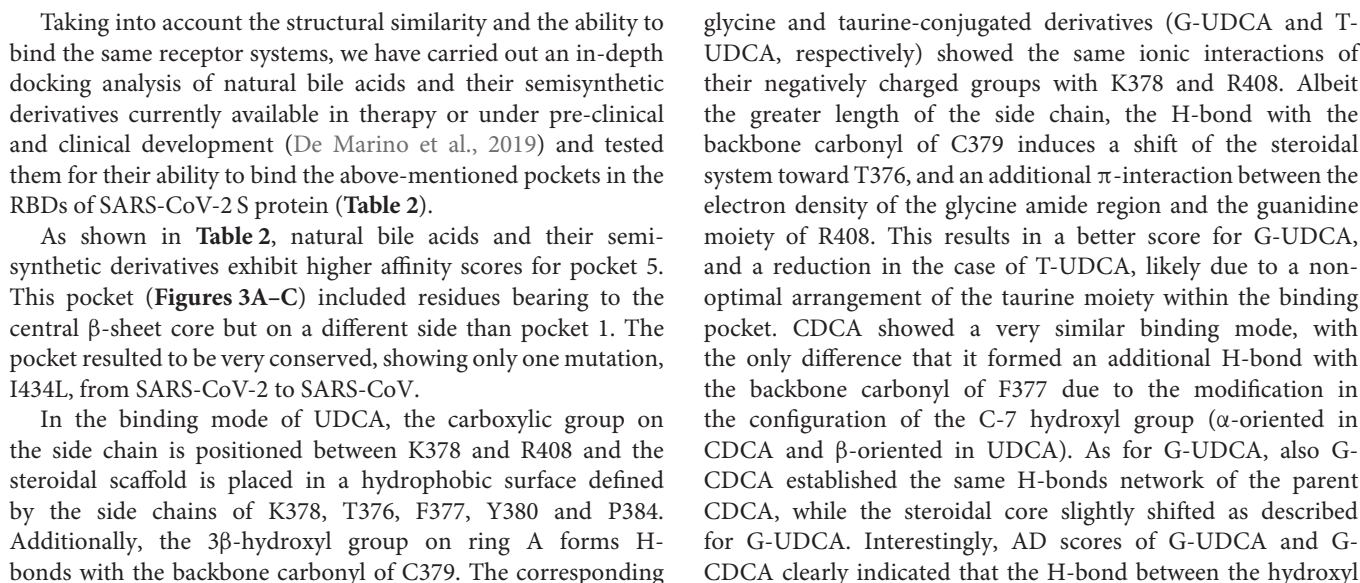 Taking into account the structural similarity and the ability to
bind the same receptor systems, we have carried out an in-depth
docking analysis of natural bile acids and their semisynthetic
derivatives currently available in therapy or under pre-clinical
and clinical development (De Marino et al., 2019) and tested
them for their ability to bind the above-mentioned pockets in the
RBDs of SARS-CoV-2 S protein (Table 2).
As shown in Table 2, natural bile acids and their semi-
synthetic derivatives exhibit higher affinity scores for pocket 5.
This pocket (Figures 3A–C) included residues bearing to the
central β-sheet core but on a different side than pocket 1. The
pocket resulted to be very conserved, showing only one mutation,
I434L, from SARS-CoV-2 to SARS-CoV.
In the binding mode of UDCA, the carboxylic group on
the side chain is positioned between K378 and R408 and the
steroidal scaffold is placed in a hydrophobic surface defined
by the side chains of K378, T376, F377, Y380 and P384.
Additionally, the 3β-hydroxyl group on ring A forms H-
bonds with the backbone carbonyl of C379. The corresponding
glycine and taurine-conjugated derivatives (G-UDCA and T-
UDCA, respectively) showed the same ionic interactions of
their negatively charged groups with K378 and R408. Albeit
the greater length of the side chain, the H-bond with the
backbone carbonyl of C379 induces a shift of the steroidal
system toward T376, and an additional π-interaction between the
electron density of the glycine amide region and the guanidine
moiety of R408. This results in a better score for G-UDCA,
and a reduction in the case of T-UDCA, likely due to a non-
optimal arrangement of the taurine moiety within the binding
pocket. CDCA showed a very similar binding mode, with
the only difference that it formed an additional H-bond with
the backbone carbonyl of F377 due to the modification in
the configuration of the C-7 hydroxyl group (α-oriented in
CDCA and β-oriented in UDCA). As for G-UDCA, also G-
CDCA established the same H-bonds network of the parent
CDCA, while the steroidal core slightly shifted as described
for G-UDCA. Interestingly, AD scores of G-UDCA and G-
CDCA clearly indicated that the H-bond between the hydroxyl